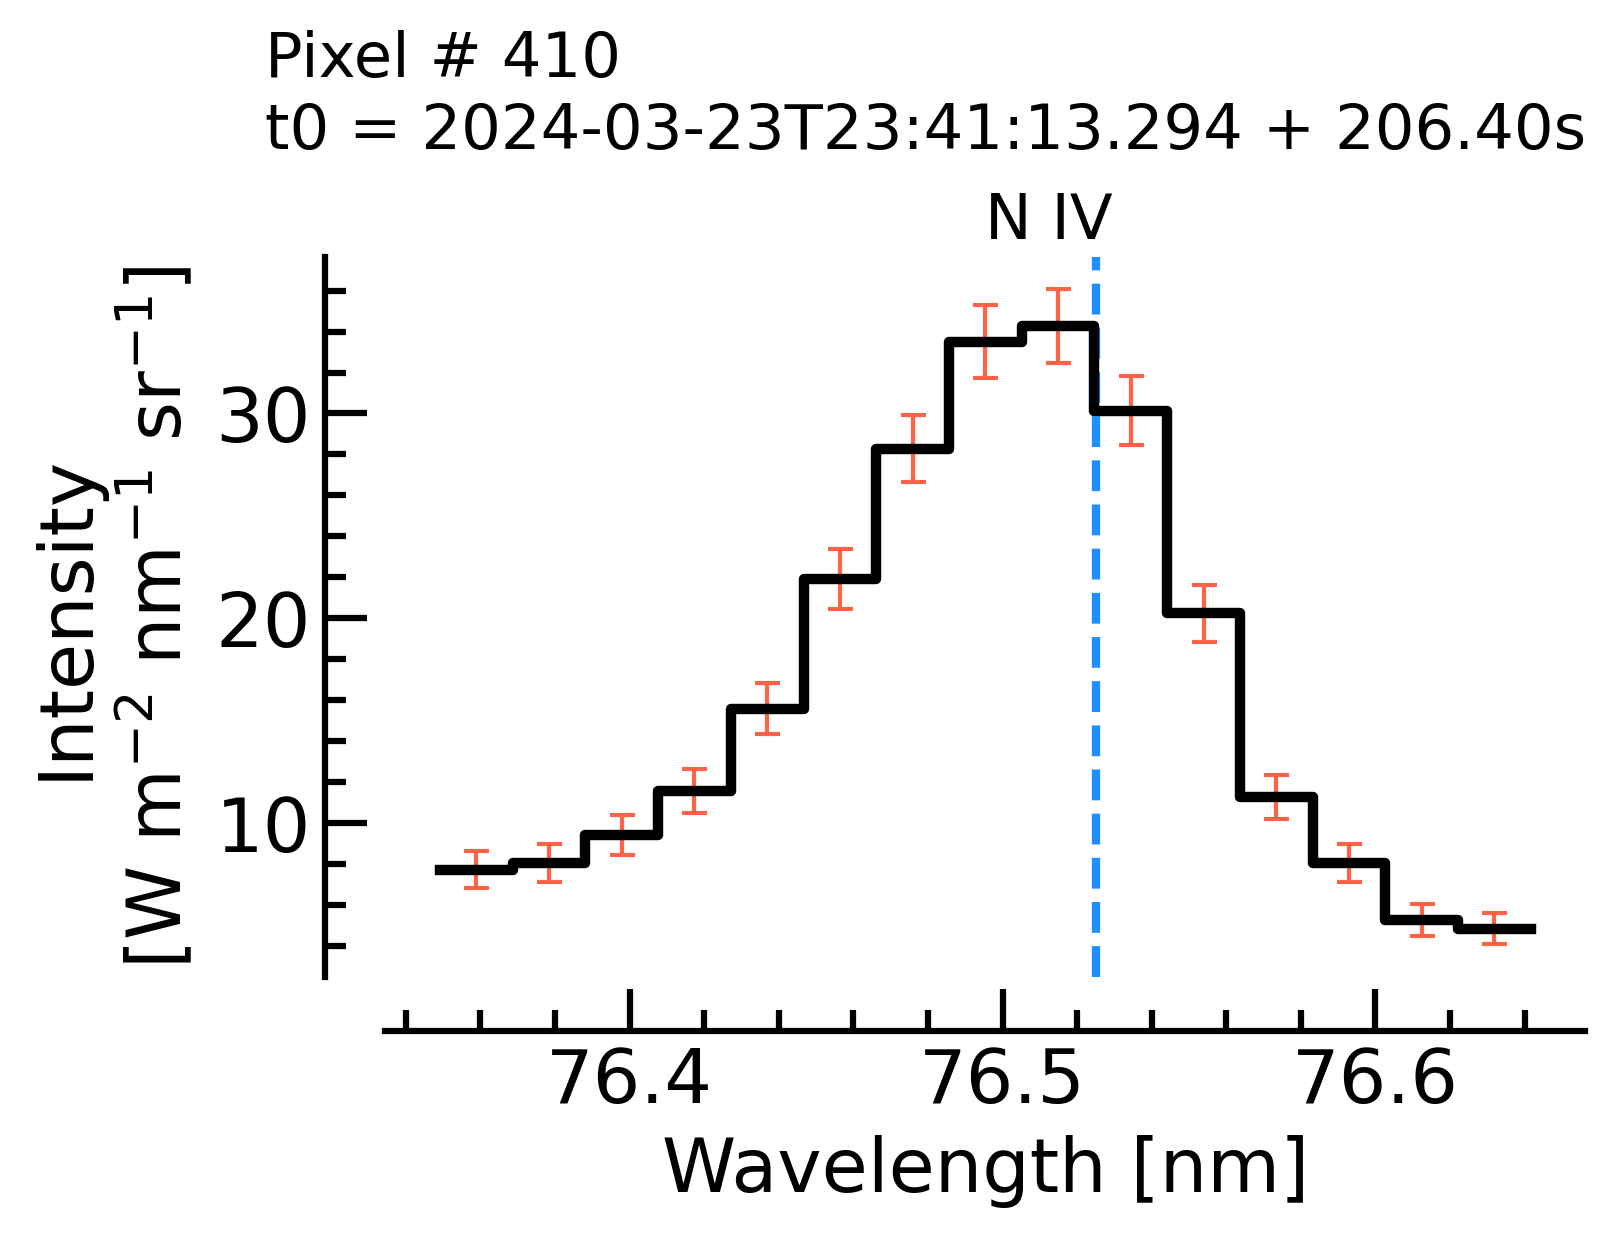 Pixel # 410
t0 = 2024-03-23T23:41:13.294 + 206.40s
N IV
Intensity
[W m⁻² nm⁻¹ sr⁻¹]
30
20
10
76.4 76.5 76.6
Wavelength [nm]